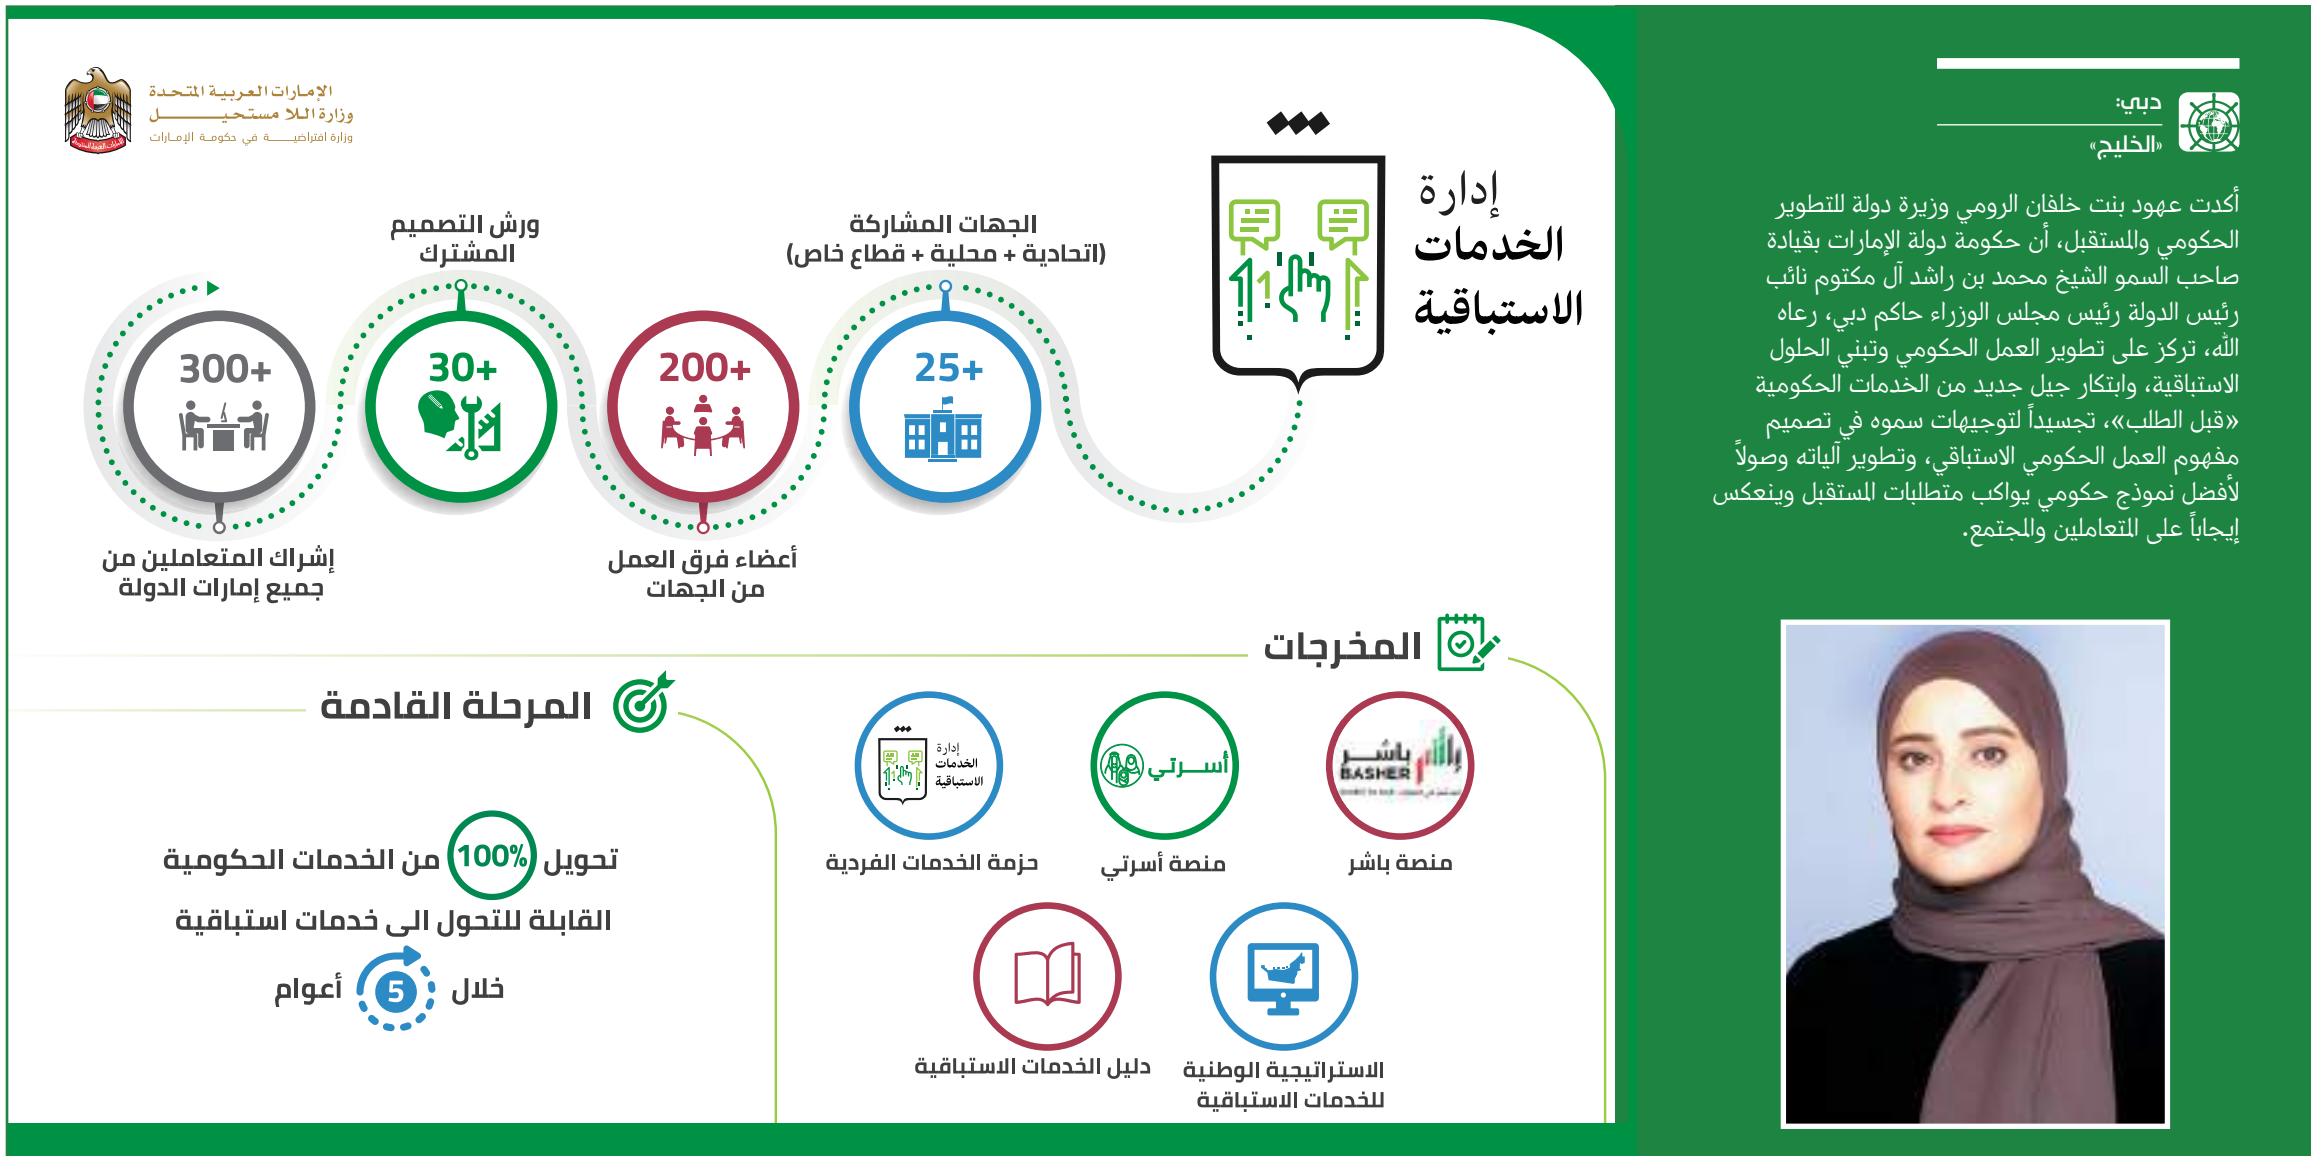 دبي:
«الخليج»
أكدت عهود بنت خلفان الرومي وزيرة دولة للتطوير
الحكومي والمستقبل، أن حكومة دولة الإمارات بقيادة
صاحب السمو الشيخ محمد بن راشد آل مكتوم نائب
رئيس الدولة رئيس مجلس الوزراء حاكم دبي، رعاه
الله، تركز على تطوير العمل الحكومي وتبني الحلول
الاستباقية، وابتكار جيل جديد من الخدمات الحكومية
«قبل الطلب»، تجسيداً لتوجيهات سموه في تصميم
مفهوم العمل الحكومي الاستباقي، وتطوير آلياته وصولاً
لأفضل نموذج حكومي يواكب متطلبات المستقبل وينعكس
إيجاباً على المتعاملين والمجتمع.
الإمارات العربية المتحدة
وزارة اللا مستحيل
وزارة افتراضية في حكومة الإمارات
إدارة
الخدمات
الاستباقية
الجهات المشاركة
(اتحادية + محلية + قطاع خاص)
25+
200+
أعضاء فرق العمل
من الجهات
ورش التصميم
المشترك
30+
300+
إشراك المتعاملين من
جميع إمارات الدولة
المخرجات
باشر
BASHER
منصة باشر
أسرتي
منصة أسرتي
إدارة
الخدمات
الاستباقية
حزمة الخدمات الفردية
الاستراتيجية الوطنية
للخدمات الاستباقية
دليل الخدمات الاستباقية
المرحلة القادمة
تحويل 100% من الخدمات الحكومية
القابلة للتحول الى خدمات استباقية
خلال 5 أعوام